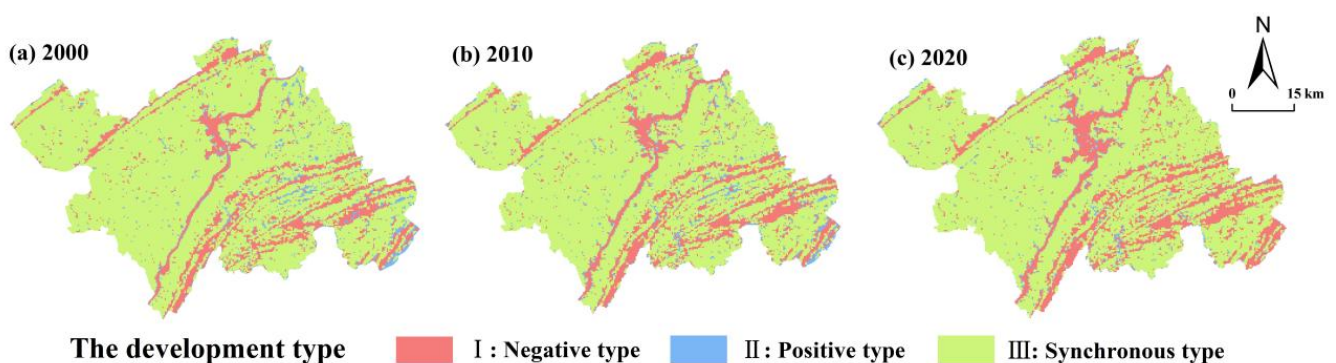 (a) 2000
(b) 2010
(c) 2020
N
0 15 km
The development type
Ⅰ: Negative type
Ⅱ: Positive type
Ⅲ: Synchronous type